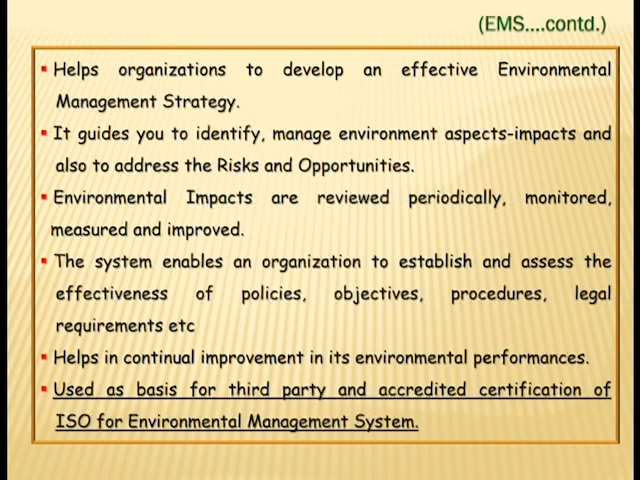 (EMS....contd.)
▪ Helps organizations to develop an effective Environmental
Management Strategy.
▪ It guides you to identify, manage environment aspects-impacts and
also to address the Risks and Opportunities.
▪ Environmental Impacts are reviewed periodically, monitored,
measured and improved.
▪ The system enables an organization to establish and assess the
effectiveness of policies, objectives, procedures, legal
requirements etc
▪ Helps in continual improvement in its environmental performances.
▪ Used as basis for third party and accredited certification of
ISO for Environmental Management System.